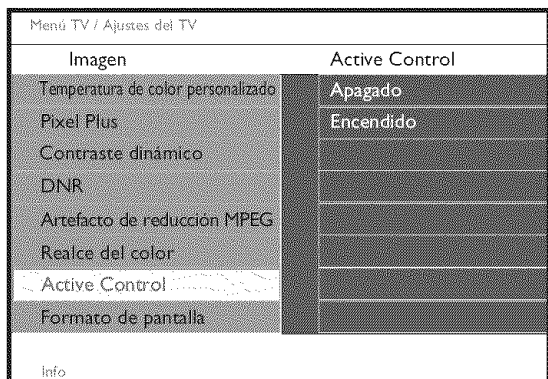 Menú TV / Ajustes del TV
Imagen Active Control
Temperatura de color personalizado Apagado
Pixel Plus Encendido
Contraste dinámico
DNR
Artefacto de reducción MPEG
Realce del color
Active Control
Formato de pantalla
Info